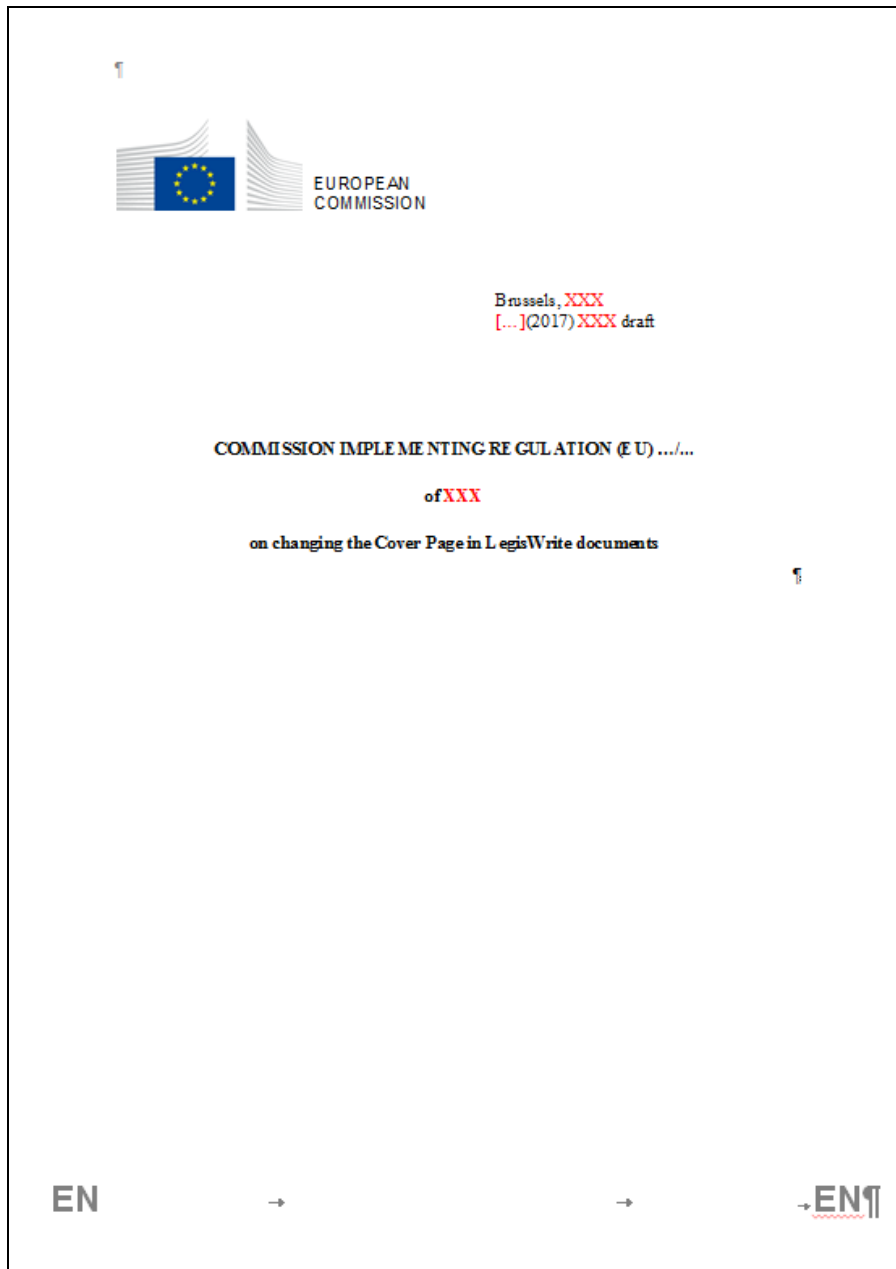 ¶
EUROPEAN
COMMISSION
Brussels, XXX
[...](2017) XXX draft
COMMISSION IMPLEMENTING REGULATION (EU) .../...
of XXX
on changing the Cover Page in LegisWrite documents
¶
EN → → → EN¶